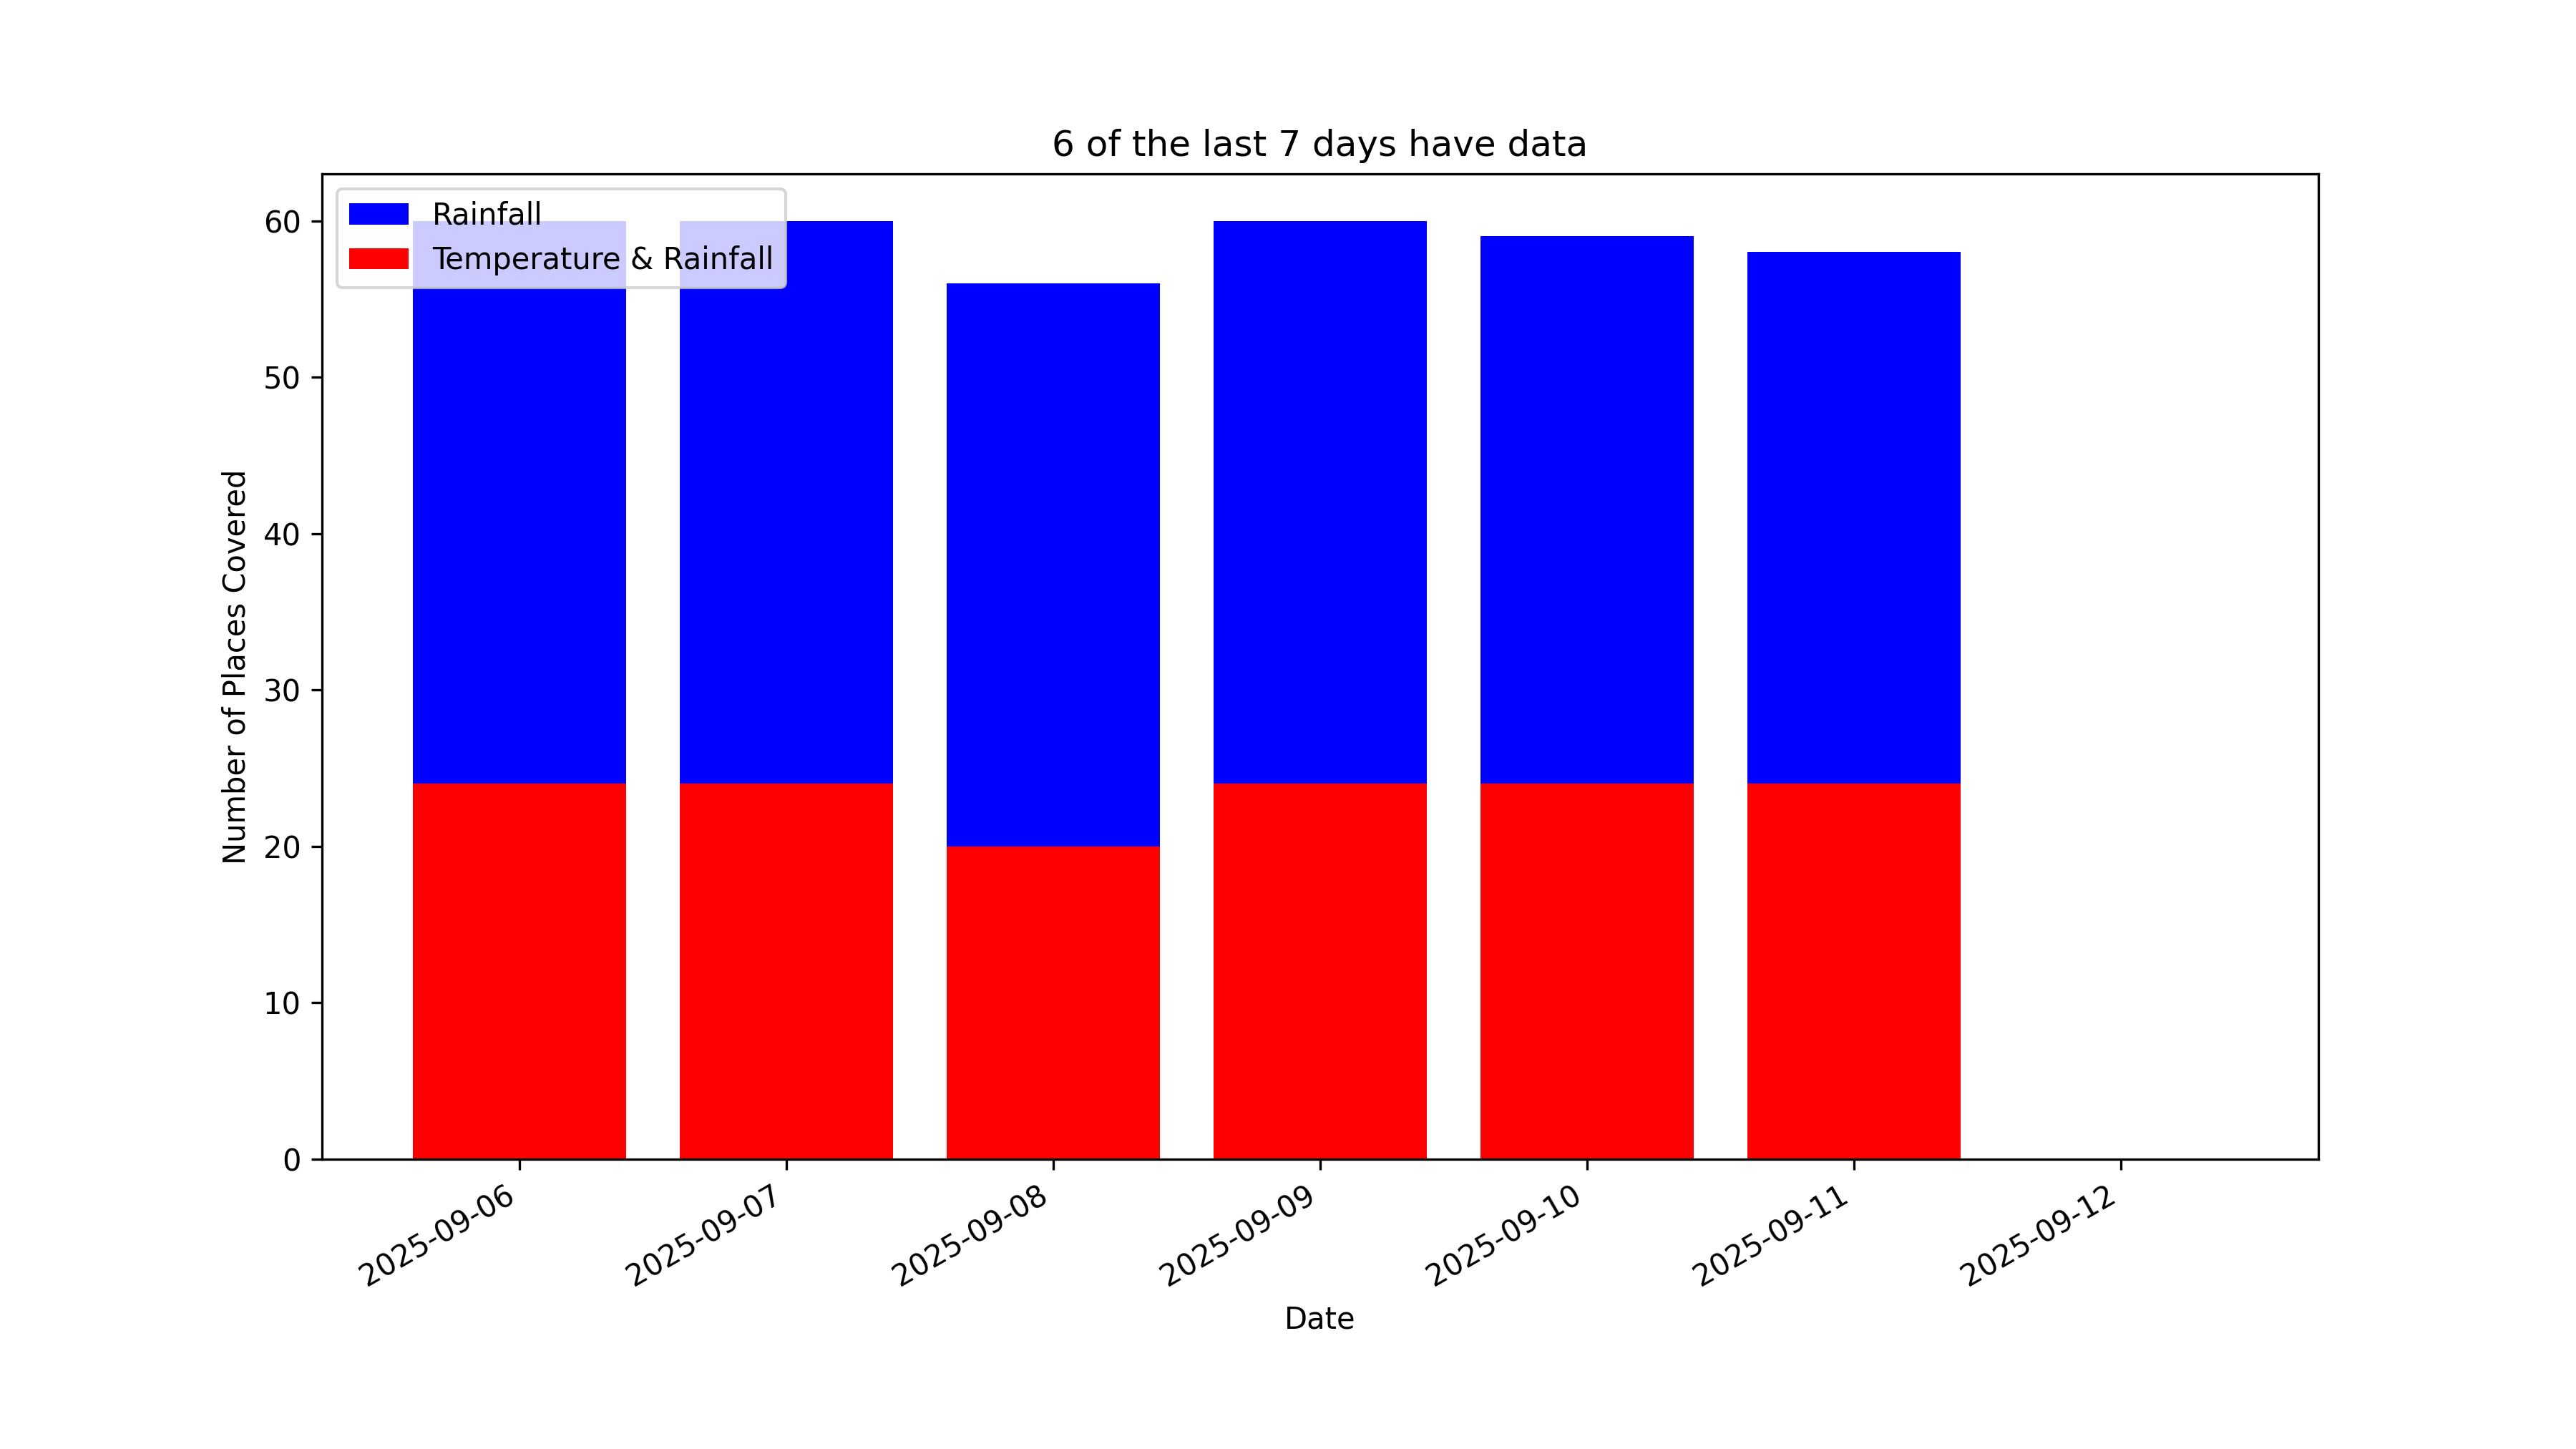 6 of the last 7 days have data
Rainfall
Temperature & Rainfall
60
50
40
30
20
10
0
Number of Places Covered
2025-09-06
2025-09-07
2025-09-08
2025-09-09
2025-09-10
2025-09-11
2025-09-12
Date